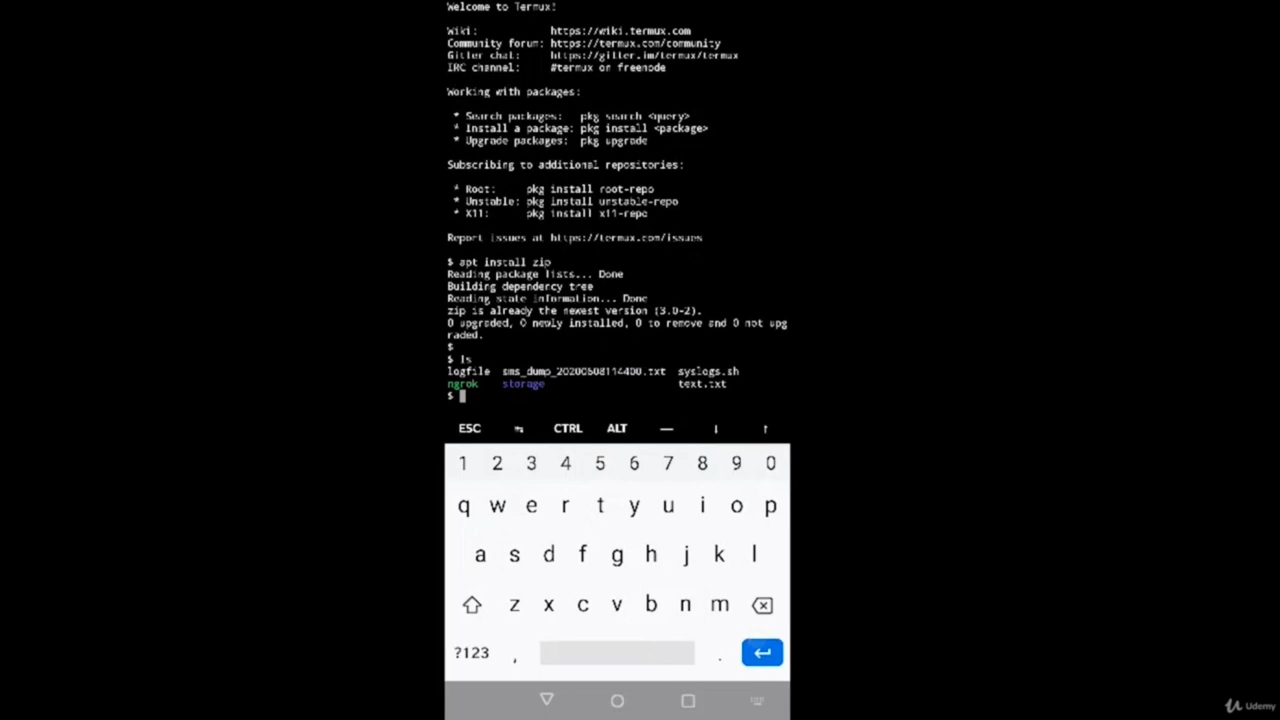 Welcome to Termux!
Wiki: https://wiki.termux.com
Community forum: https://termux.com/community
Gitter chat: https://gitter.im/termux/termux
IRC channel: #termux on freenode
Working with packages:
* Search packages: pkg search <query>
* Install a package: pkg install <package>
* Upgrade packages: pkg upgrade
Subscribing to additional repositories:
* Root: pkg install root-repo
* Unstable: pkg install unstable-repo
* X11: pkg install x11-repo
Report issues at https://termux.com/issues
$ apt install zip
Reading package lists... Done
Building dependency tree
Reading state information... Done
zip is already the newest version (3.0-2).
0 upgraded, 0 newly installed, 0 to remove and 0 not upg
raded.
$
$ ls
logfile sms_dump_20200608114400.txt syslogs.sh
ngrok storage text.txt
$
ESC ⇆ CTRL ALT — ↓ ↑
1 2 3 4 5 6 7 8 9 0
q w e r t y u i o p
a s d f g h j k l
z x c v b n m
?123 , .
Udemy